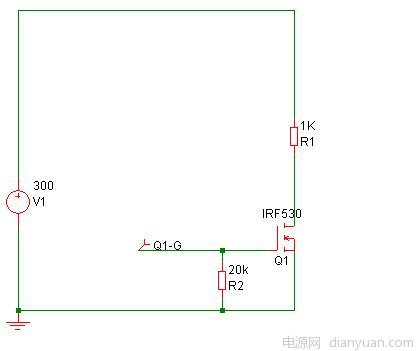 1K
R1
300
V1
IRF530
Q1-G
Q1
20k
R2
电源网 dianyuan.com